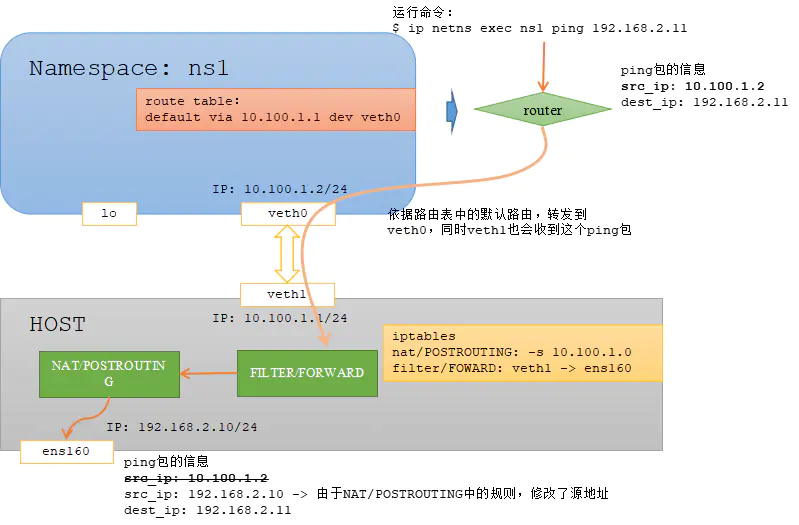 运行命令：
$ ip netns exec ns1 ping 192.168.2.11
Namespace: ns1
route table:
default via 10.100.1.1 dev veth0
ping包的信息
src_ip: 10.100.1.2
dest_ip: 192.168.2.11
router
IP: 10.100.1.2/24
lo
veth0
依据路由表中的默认路由，转发到
veth0，同时veth1也会收到这个ping包
veth1
HOST
IP: 10.100.1.1/24
iptables
nat/POSTROUTING: -s 10.100.1.0
filter/FOWARD: veth1 -> ens160
NAT/POSTROUTIN
G
FILTER/FORWARD
IP: 192.168.2.10/24
ens160
ping包的信息
src_ip: 10.100.1.2
src_ip: 192.168.2.10 -> 由于NAT/POSTROUTING中的规则，修改了源地址
dest_ip: 192.168.2.11